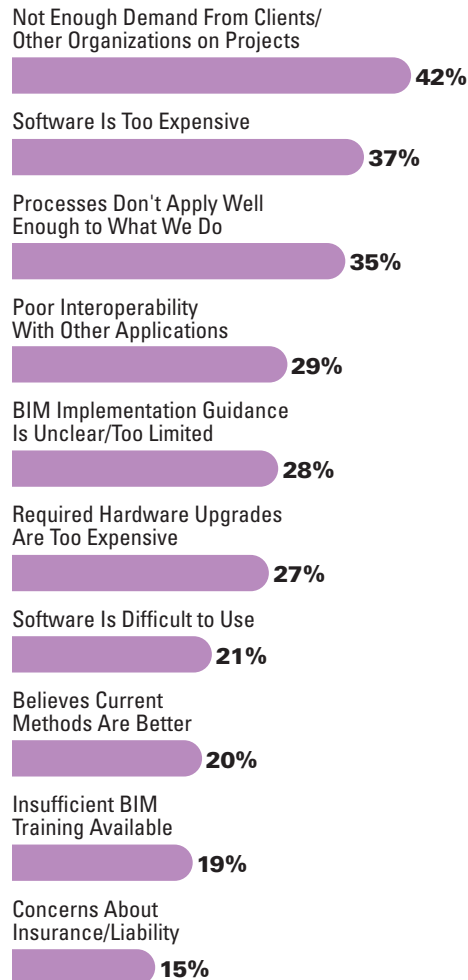 Not Enough Demand From Clients/
Other Organizations on Projects
42%
Software Is Too Expensive
37%
Processes Don't Apply Well
Enough to What We Do
35%
Poor Interoperability
With Other Applications
29%
BIM Implementation Guidance
Is Unclear/Too Limited
28%
Required Hardware Upgrades
Are Too Expensive
27%
Software Is Difficult to Use
21%
Believes Current
Methods Are Better
20%
Insufficient BIM
Training Available
19%
Concerns About
Insurance/Liability
15%